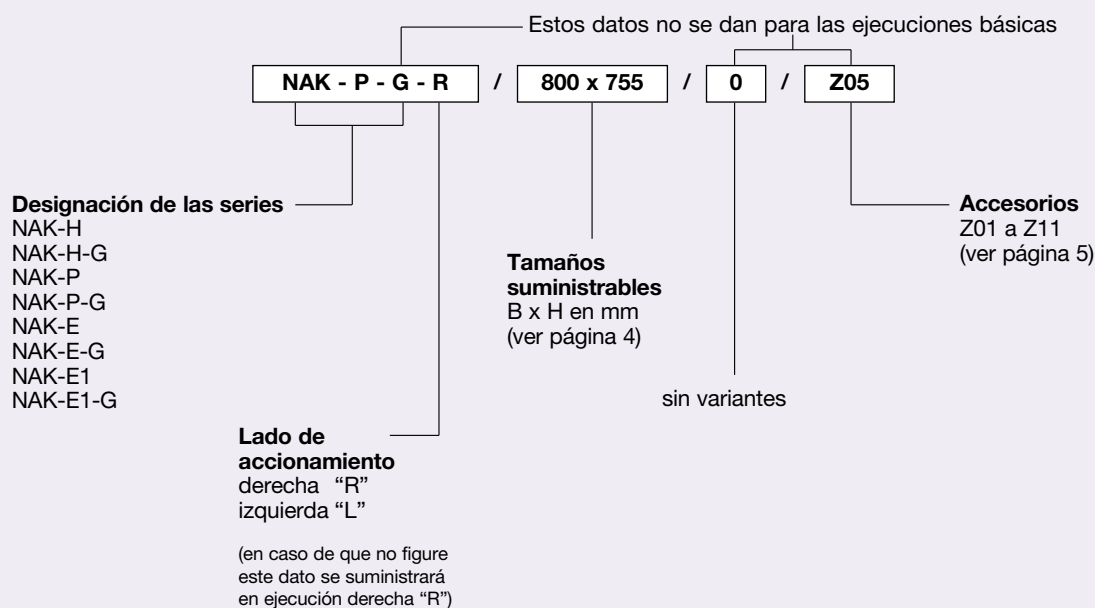 Estos datos no se dan para las ejecuciones básicas
NAK - P - G - R / 800 x 755 / 0 / Z05
Designación de las series
NAK-H
NAK-H-G
NAK-P
NAK-P-G
NAK-E
NAK-E-G
NAK-E1
NAK-E1-G
Lado de
accionamiento
derecha "R"
izquierda "L"
(en caso de que no figure
este dato se suministrará
en ejecución derecha "R")
Tamaños
suministrables
B x H en mm
(ver página 4)
sin variantes
Accesorios
Z01 a Z11
(ver página 5)